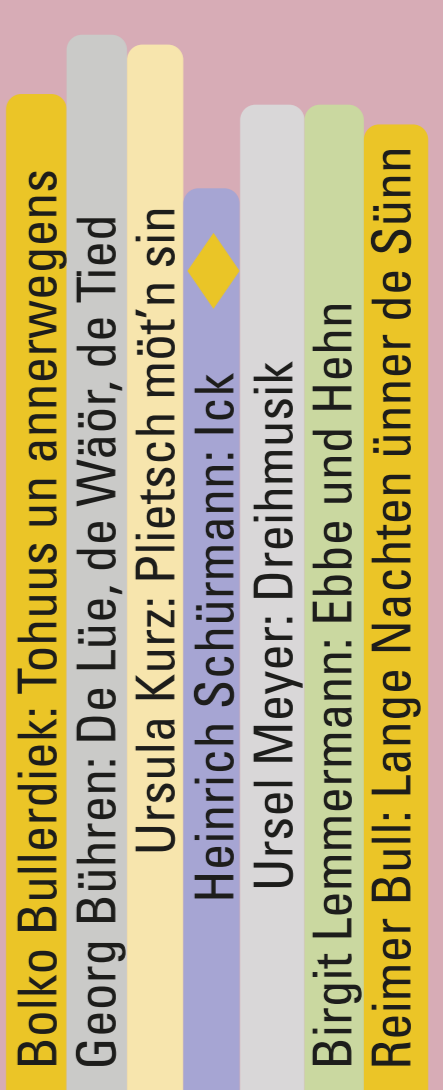 Bolko Bullerdiek: Tohuus un annerwegens
Georg Bühren: De Lüe, de Wäör, de Tied
Ursula Kurz: Plietsch möt'n sin
Heinrich Schürmann: Ick
Ursel Meyer: Dreihmusik
Birgit Lemmermann: Ebbe und Hehn
Reimer Bull: Lange Nachten ünner de Sünn